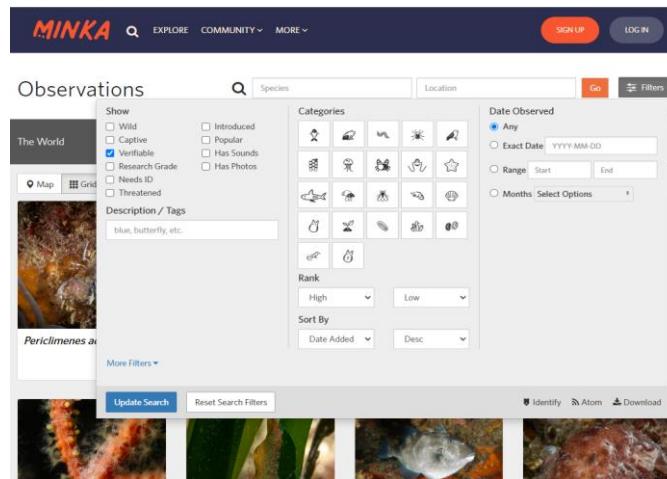 MINKA
EXPLORE COMMUNITY MORE
SIGN UP
LOG IN
Observations
Species
Location
Go
Filters
The World
Map
Grid
Periclimenes
Show
Wild
Captive
Verifiable
Research Grade
Needs ID
Threatened
Introduced
Popular
Has Sounds
Has Photos
Description / Tags
blue, butterfly, etc.
More Filters
Categories
Rank
High
Low
Sort By
Date Added
Desc
Date Observed
Any
Exact Date YYYY-MM-DD
Range Start End
Months Select Options
Update Search
Reset Search Filters
Identify
Atom
Download